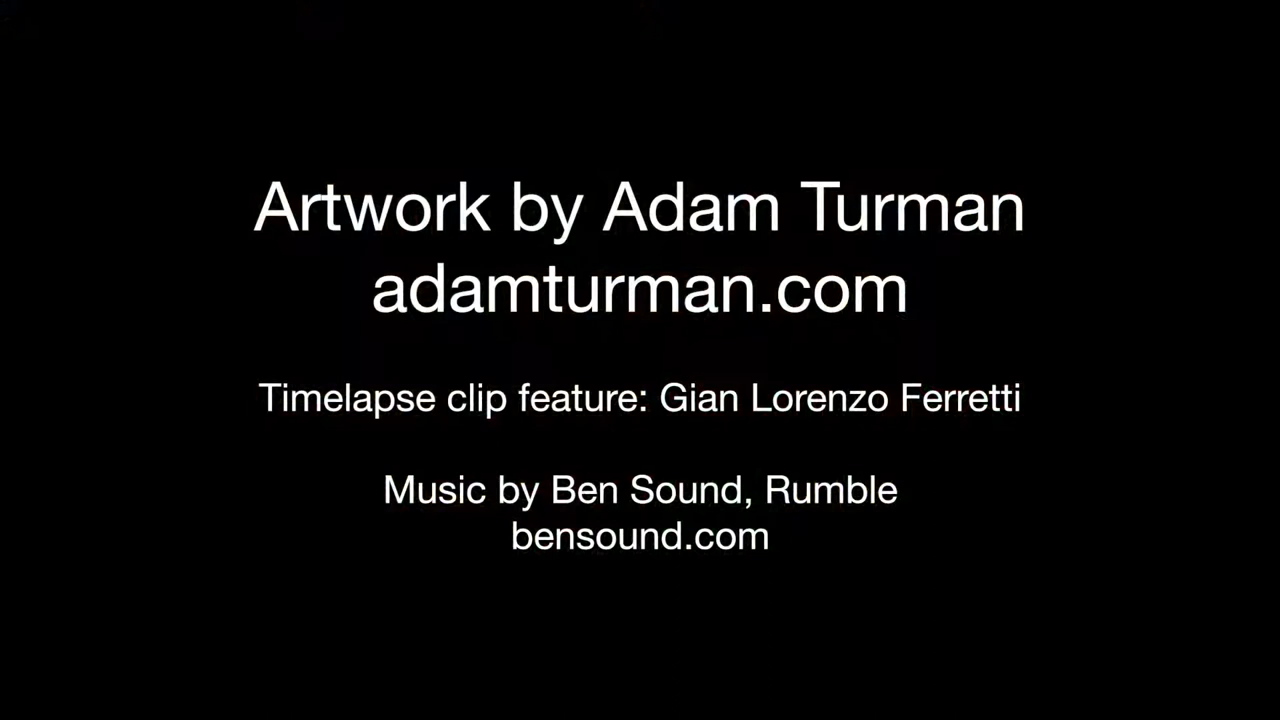 Artwork by Adam Turman
adamturman.com
Timelapse clip feature: Gian Lorenzo Ferretti
Music by Ben Sound, Rumble
bensound.com